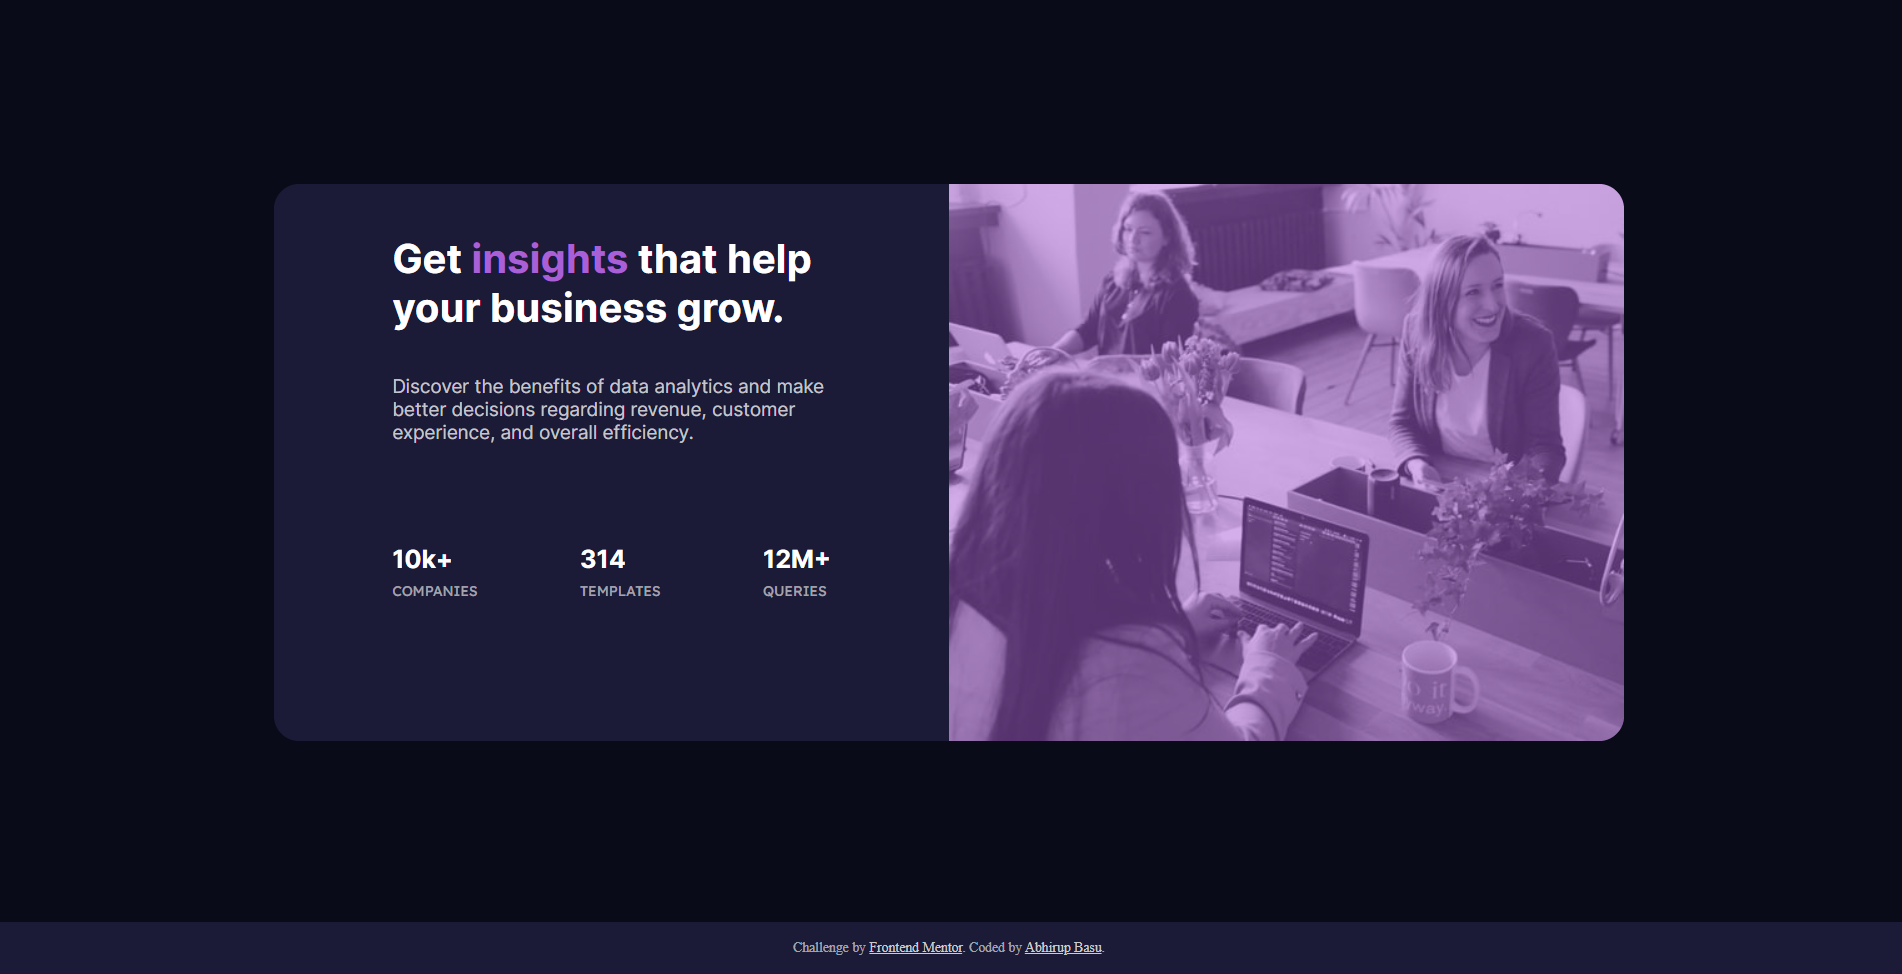 Get insights that help
your business grow.
Discover the benefits of data analytics and make
better decisions regarding revenue, customer
experience, and overall efficiency.
10k+
314
12M+
COMPANIES
TEMPLATES
QUERIES
it
Challenge by Frontend Mentor. Coded by Abhirup Basu.